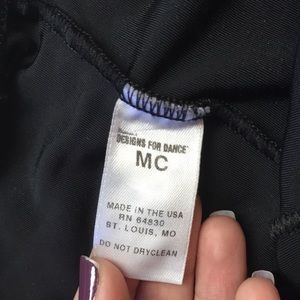 DESIGNS FOR DANCE
MC
MADE IN THE USA
RN 64830
ST. LOUIS, MO
DO NOT DRYCLEAN